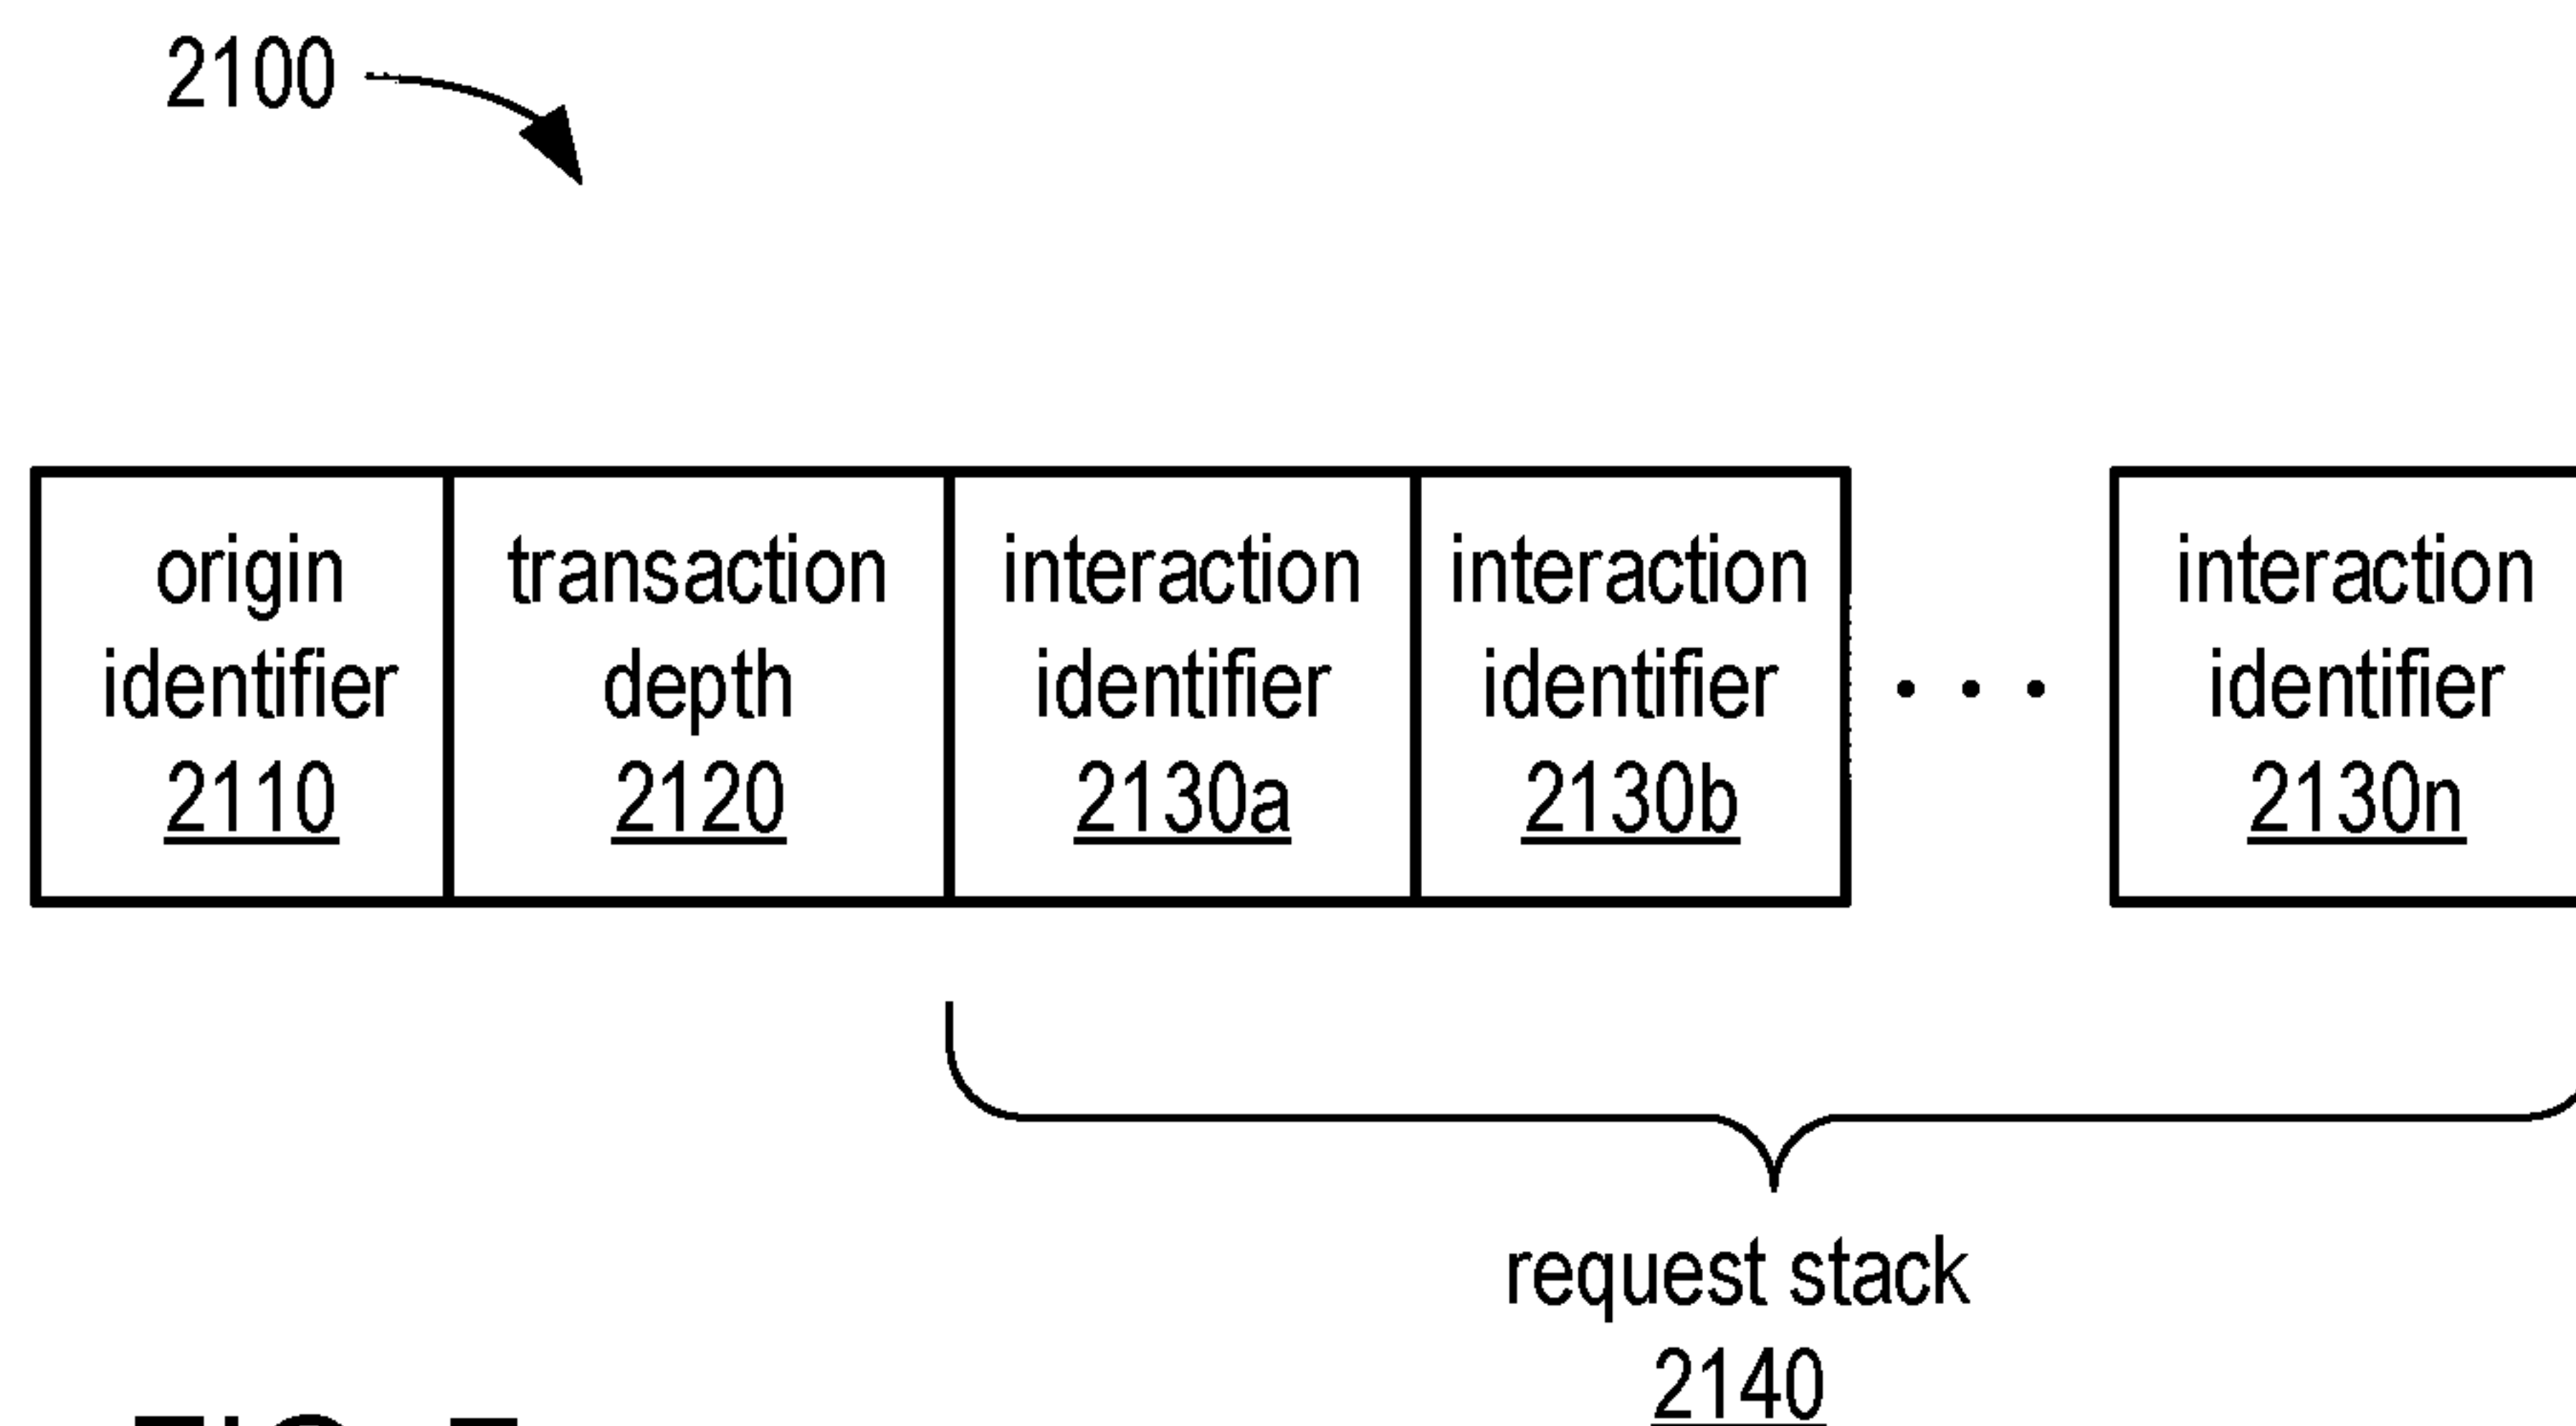 2100
origin
identifier
2110
transaction
depth
2120
interaction
identifier
2130a
interaction
identifier
2130b
. . .
interaction
identifier
2130n
request stack
2140